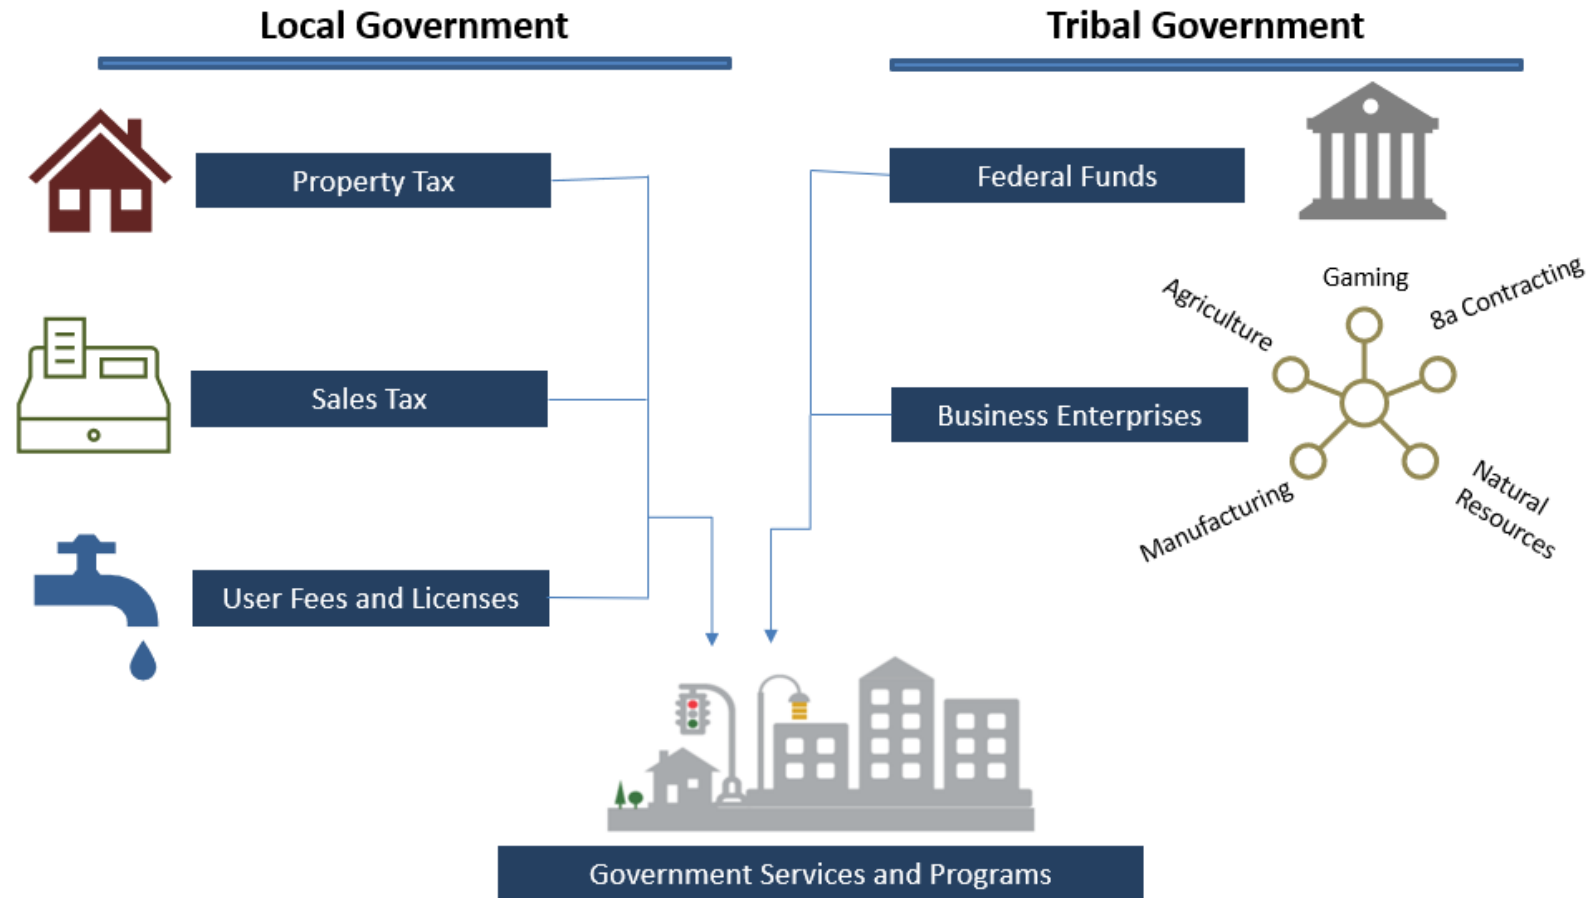 Local Government
Tribal Government
Property Tax
Federal Funds
Gaming
Agriculture
8a Contracting
Sales Tax
Business Enterprises
Manufacturing
Natural
Resources
User Fees and Licenses
Government Services and Programs